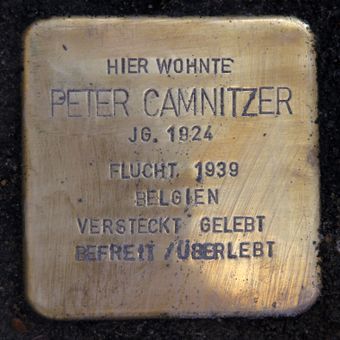 HIER WOHNTE
PETER CAMNITZER
JG. 1924
FLUCHT 1939
BELGIEN
VERSTECKT GELEBT
BEFREIT / ÜBERLEBT